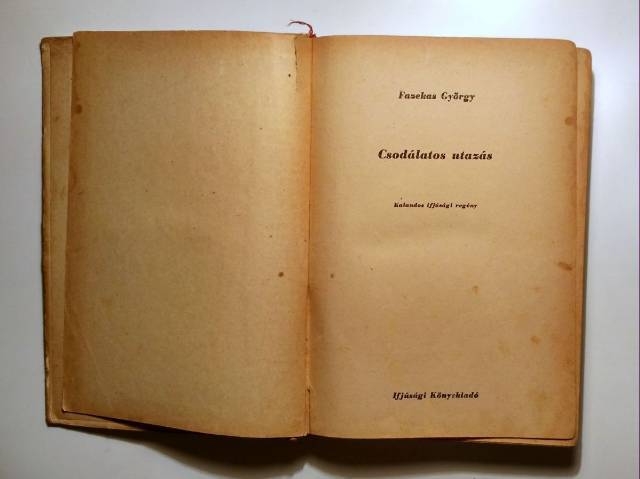 Fazekas György
Csodálatos utazás
Kalandos ifjúsági regény
Ifjúsági Könyvkiadó